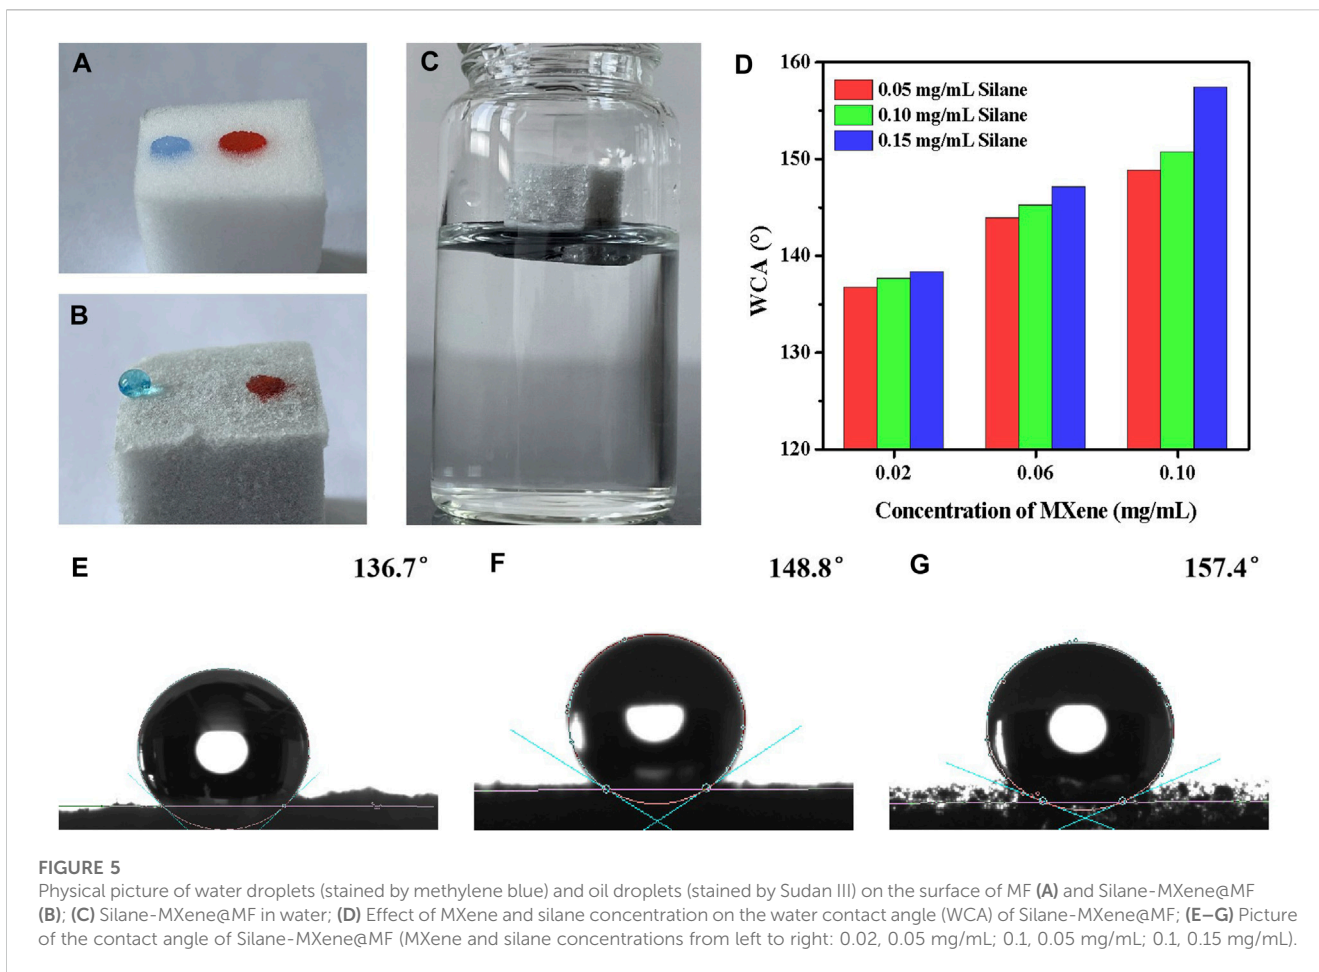 A
B
C
D
160
150
140
130
120
WCA (°)
0.05 mg/mL Silane
0.10 mg/mL Silane
0.15 mg/mL Silane
0.02
0.06
0.10
Concentration of MXene (mg/mL)
E
136.7°
F
148.8°
G
157.4°
FIGURE 5
Physical picture of water droplets (stained by methylene blue) and oil droplets (stained by Sudan III) on the surface of MF (A) and Silane-MXene@MF
(B); (C) Silane-MXene@MF in water; (D) Effect of MXene and silane concentration on the water contact angle (WCA) of Silane-MXene@MF; (E–G) Picture
of the contact angle of Silane-MXene@MF (MXene and silane concentrations from left to right: 0.02, 0.05 mg/mL; 0.1, 0.05 mg/mL; 0.1, 0.15 mg/mL).